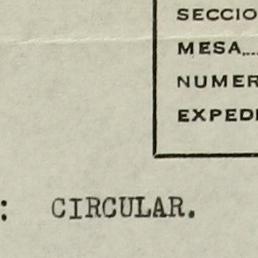 SECCIO
MESA...
NUMER
EXPED
: CIRCULAR.